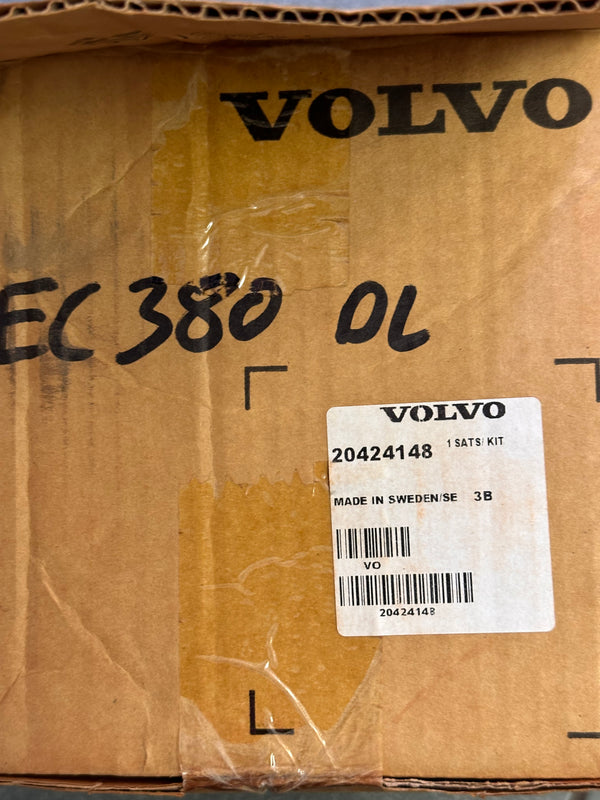 VOLVO
EC 380 DL
VOLVO
20424148 1 SATS/ KIT
MADE IN SWEDEN/SE 3B
VO
20424148